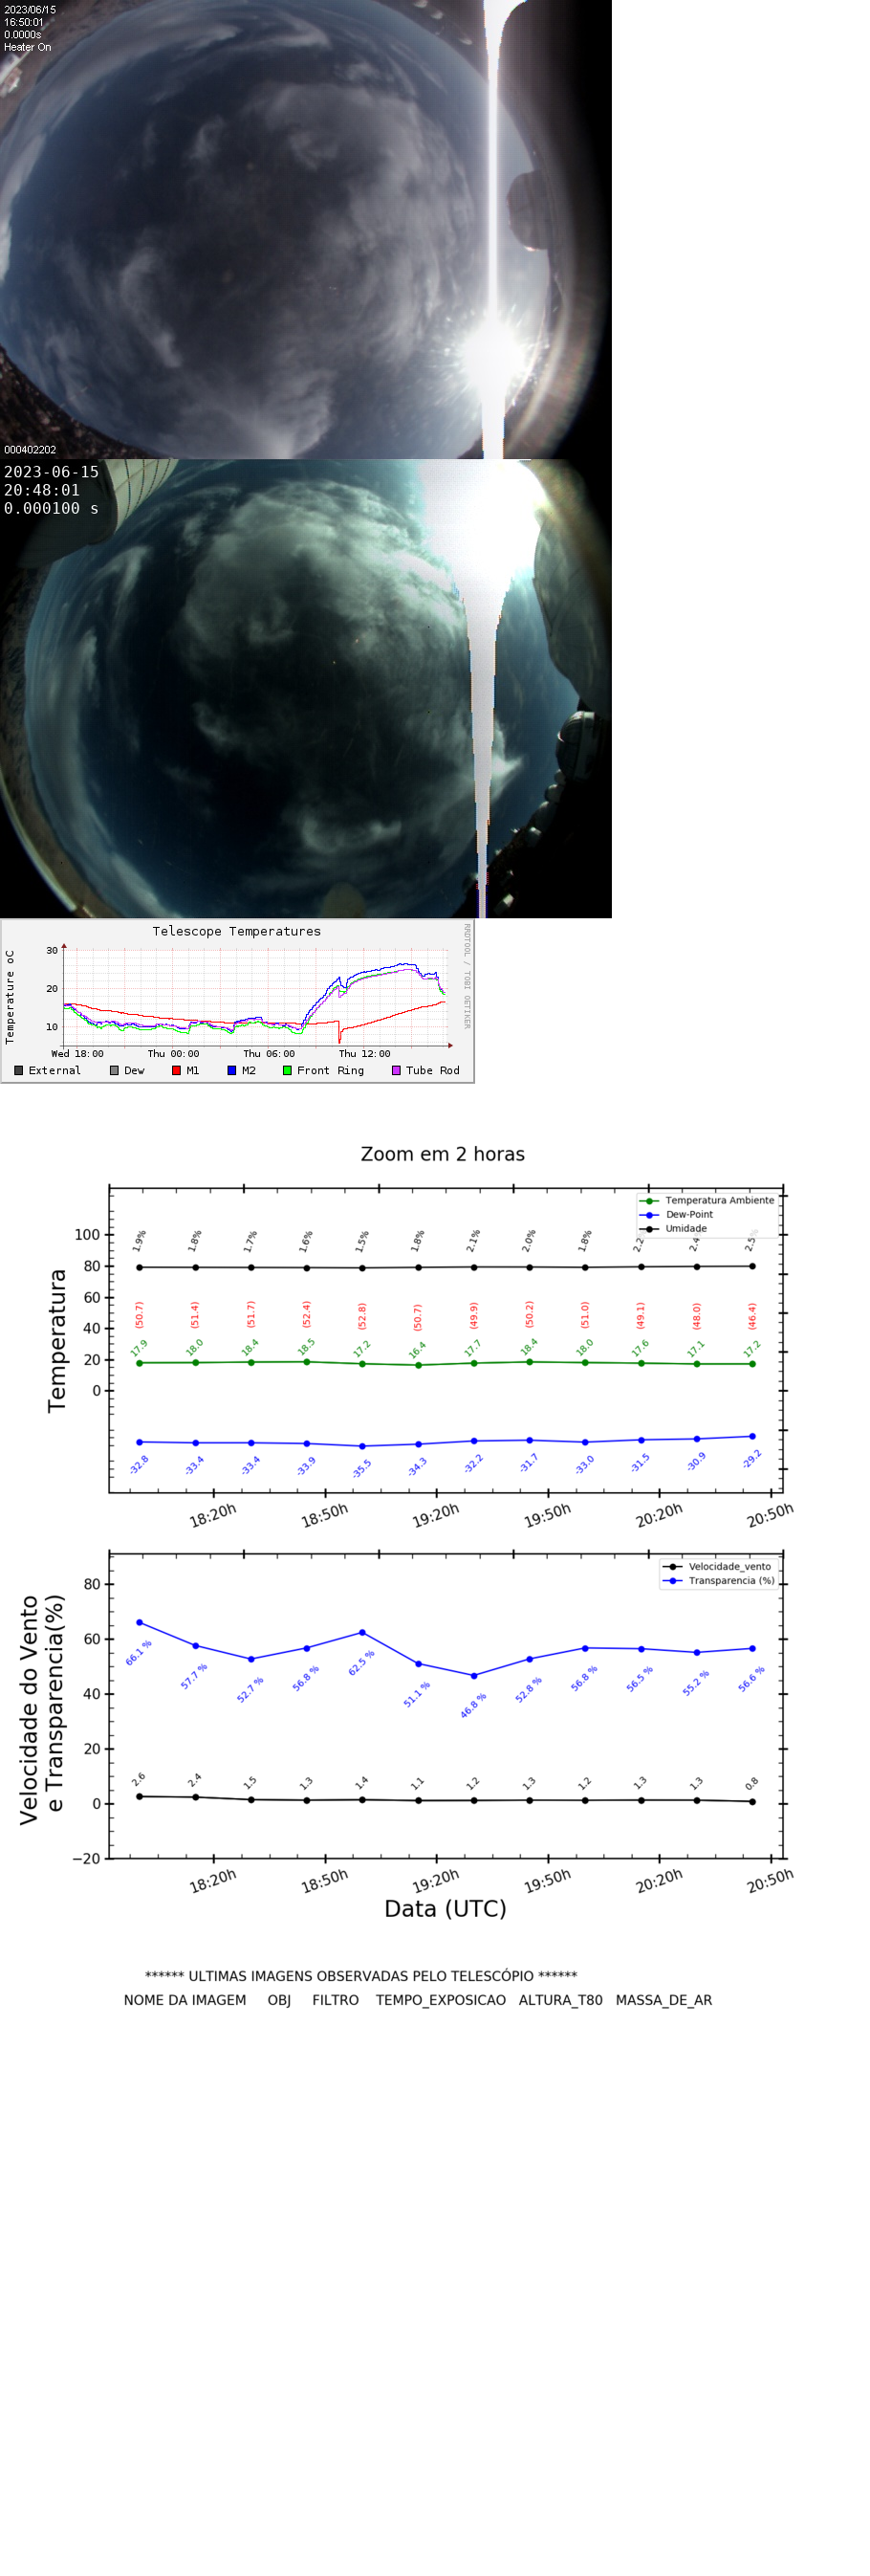 2023/06/15
16:50:01
0.0000s
Heater On
000402202
2023-06-15
20:48:01
0.000100 s
Telescope Temperatures
RRDTOOL / TOBI OETIKER
Temperature oC
30
20
10
Wed 18:00 Thu 00:00 Thu 06:00 Thu 12:00
External Dew M1 M2 Front Ring Tube Rod
Zoom em 2 horas
Temperatura
Temperatura Ambiente
Dew-Point
Umidade
100
80
60
40
20
0
1.9% 1.8% 1.7% 1.6% 1.5% 1.8% 2.1% 2.0% 1.8% 2.2 2.4 2.5
(50.7) (51.4) (51.7) (52.4) (52.8) (50.7) (49.9) (50.2) (51.0) (49.1) (48.0) (46.4)
17.9 18.0 18.4 18.5 17.2 16.4 17.7 18.4 18.0 17.6 17.1 17.2
-32.8 -33.4 -33.4 -33.9 -35.5 -34.3 -32.2 -31.7 -33.0 -31.5 -30.9 -29.2
18:20h 18:50h 19:20h 19:50h 20:20h 20:50h
Velocidade do Vento
e Transparencia(%)
Velocidade_vento
Transparencia (%)
80
60
40
20
0
−20
66.1 % 57.7 % 52.7 % 56.8 % 62.5 % 51.1 % 46.8 % 52.8 % 56.8 % 56.5 % 55.2 % 56.6 %
2.6 2.4 1.5 1.3 1.4 1.1 1.2 1.3 1.2 1.3 1.3 0.8
18:20h 18:50h 19:20h 19:50h 20:20h 20:50h
Data (UTC)
****** ULTIMAS IMAGENS OBSERVADAS PELO TELESCÓPIO ******
NOME DA IMAGEM OBJ FILTRO TEMPO_EXPOSICAO ALTURA_T80 MASSA_DE_AR